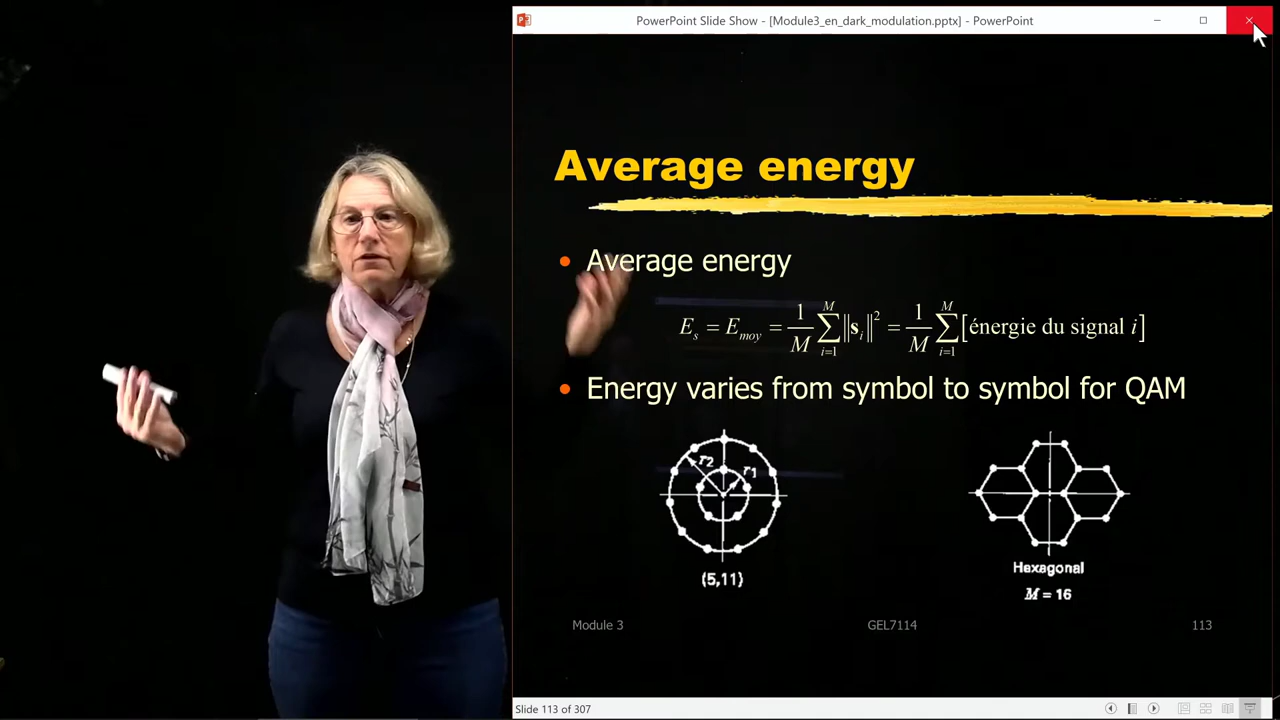 PowerPoint Slide Show - [Module3_en_dark_modulation.pptx] - PowerPoint
Average energy
• Average energy
E_s = E_moy = 1/M ∑_{i=1}^{M} ‖s_i‖² = 1/M ∑_{i=1}^{M} [énergie du signal i]
• Energy varies from symbol to symbol for QAM
r2 r1
(5,11)
Hexagonal
M = 16
Module 3 GEL7114 113
Slide 113 of 307